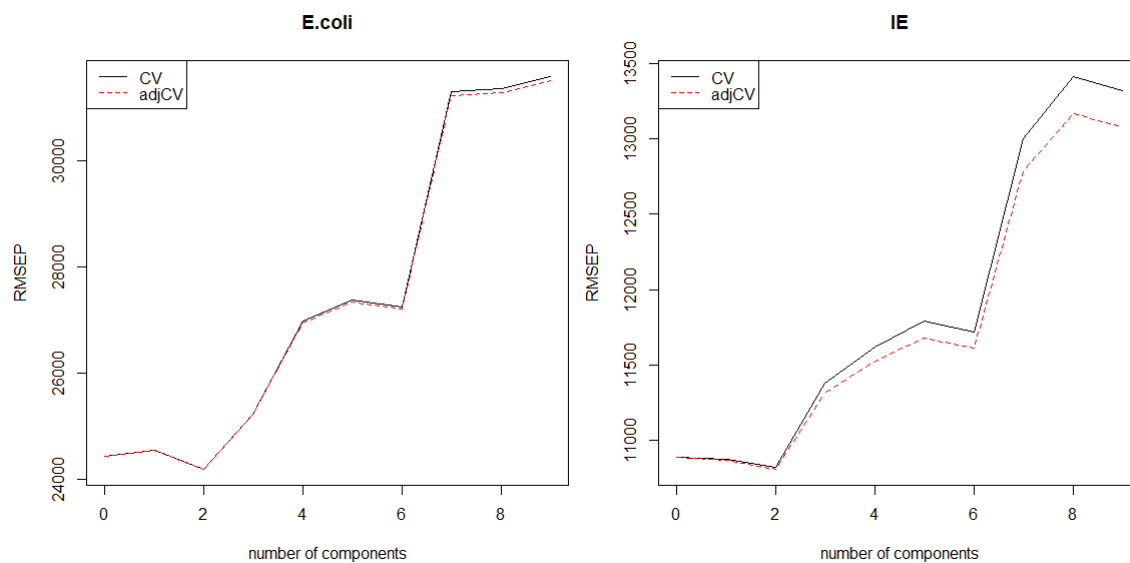 E.coli
CV
adjCV
RMSEP
24000
26000
28000
30000
0
2
4
6
8
number of components
IE
CV
adjCV
RMSEP
11000
11500
12000
12500
13000
13500
0
2
4
6
8
number of components